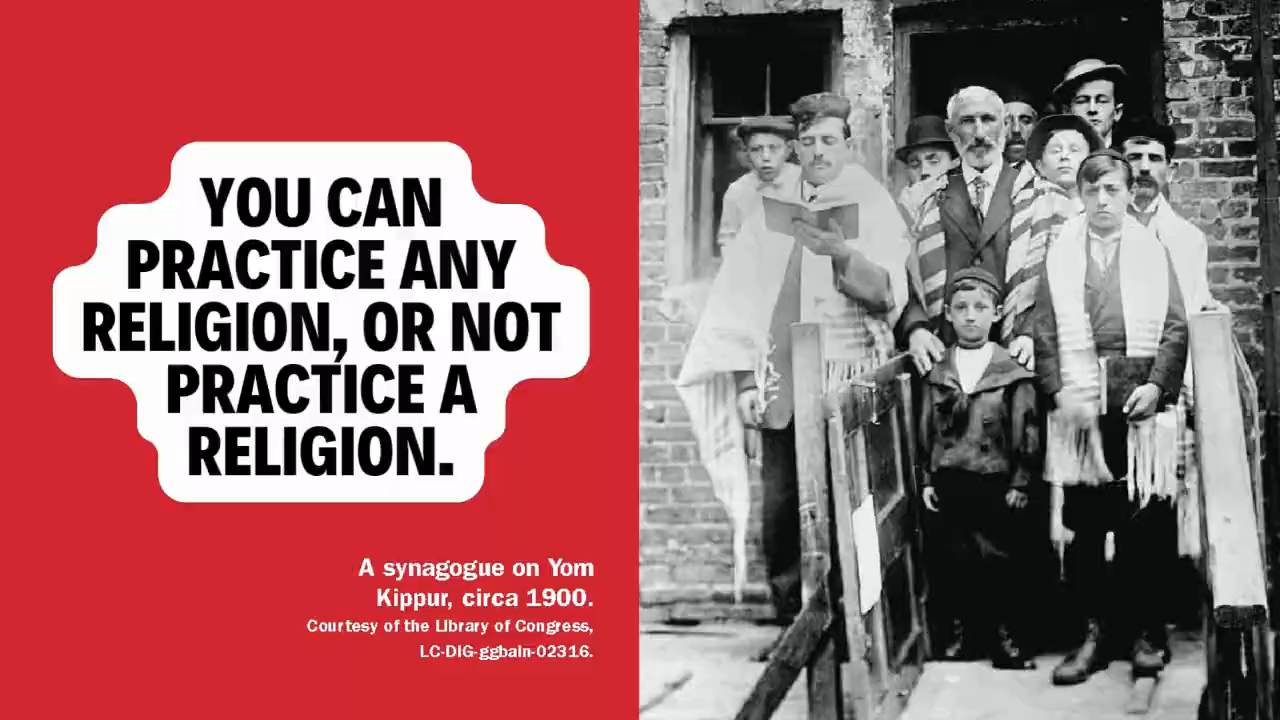 YOU CAN
PRACTICE ANY
RELIGION, OR NOT
PRACTICE A
RELIGION.
A synagogue on Yom
Kippur, circa 1900.
Courtesy of the Library of Congress,
LC-DIG-ggbain-02316.